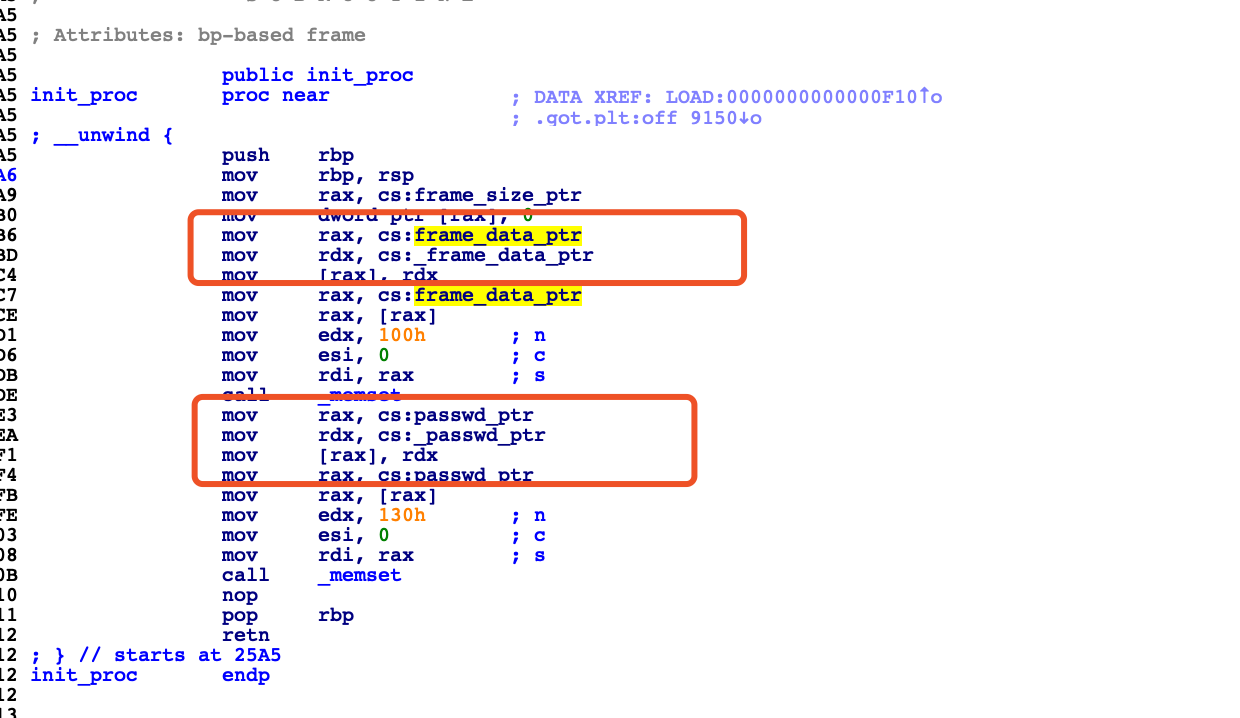 A5
A5 ; Attributes: bp-based frame
A5
A5 public init_proc
A5 init_proc proc near ; DATA XREF: LOAD:0000000000000F10↑o
A5 ; .got.plt:off_9150↓o
A5 ; __unwind {
A5 push rbp
A6 mov rbp, rsp
A9 mov rax, cs:frame_size_ptr
B0 mov dword ptr [rax], 0
B6 mov rax, cs:frame_data_ptr
BD mov rdx, cs:_frame_data_ptr
C4 mov [rax], rdx
C7 mov rax, cs:frame_data_ptr
CE mov rax, [rax]
D1 mov edx, 100h ; n
D6 mov esi, 0 ; c
DB mov rdi, rax ; s
DE call _memset
E3 mov rax, cs:passwd_ptr
EA mov rdx, cs:_passwd_ptr
F1 mov [rax], rdx
F4 mov rax, cs:passwd_ptr
FB mov rax, [rax]
FE mov edx, 130h ; n
03 mov esi, 0 ; c
08 mov rdi, rax ; s
0B call _memset
10 nop
11 pop rbp
12 retn
12 ; } // starts at 25A5
12 init_proc endp
12
13